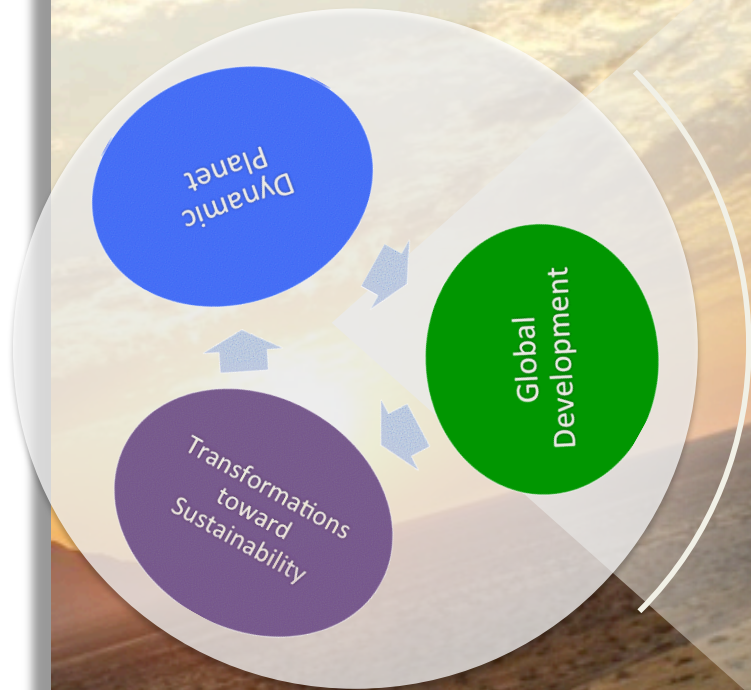 Dynamic
Planet
Global
Development
Transformations
toward
Sustainability